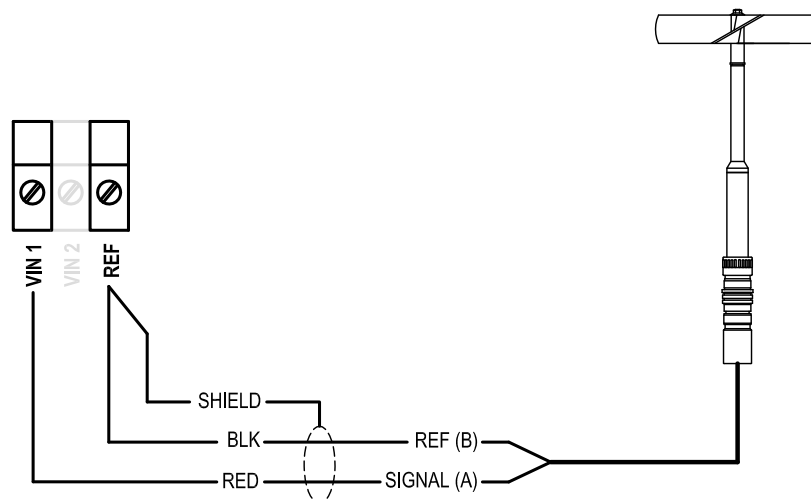 VIN 1
VIN 2
REF
SHIELD
BLK
REF (B)
RED
SIGNAL (A)